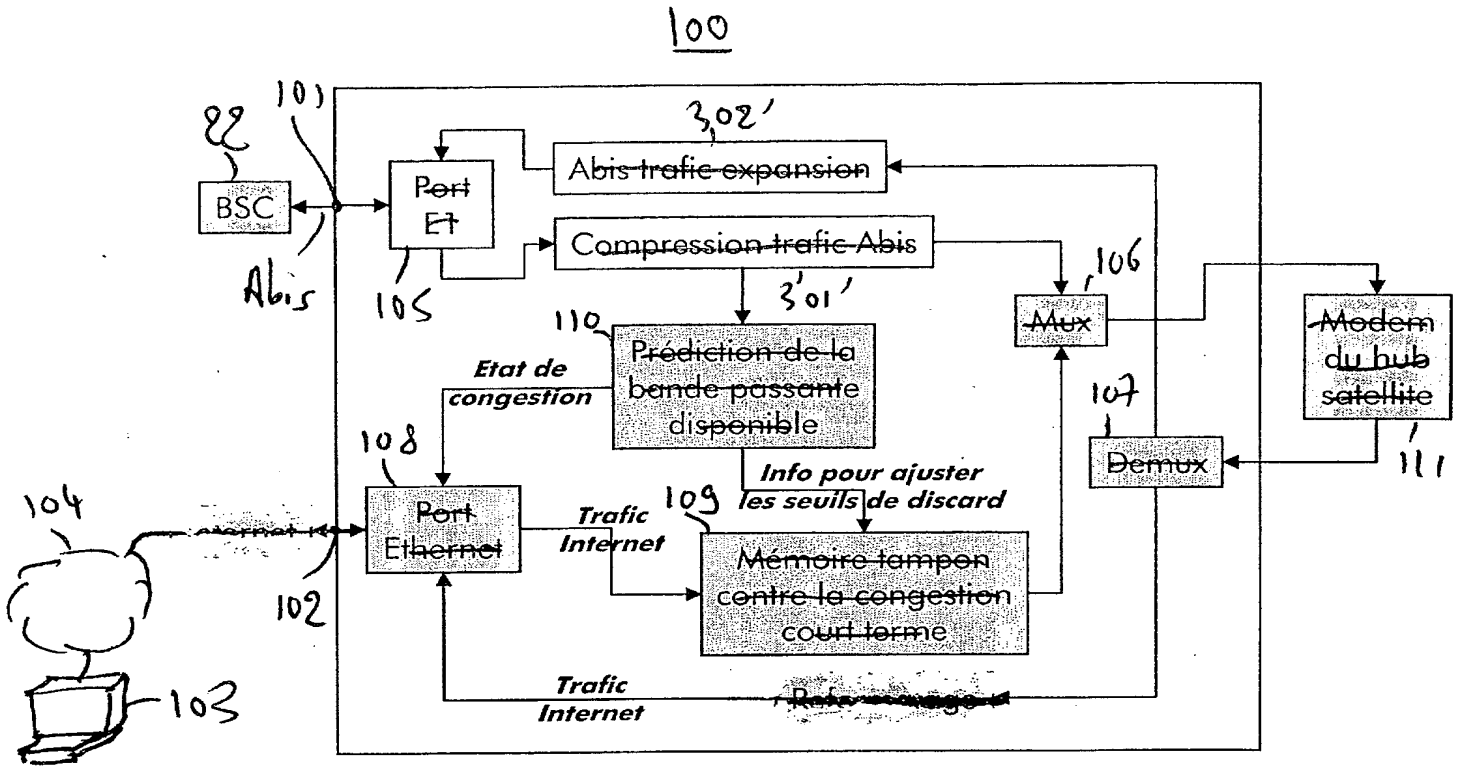 100
101
22
3,02'
Abis trafic expansion
BSC
Port
E1
Compression trafic Abis
Abis
105
3'01'
106
110
Mux
Modem
du hub
satellite
Prédiction de la
bande passante
disponible
Etat de
congestion
107
108
Demux
111
Info pour ajuster
les seuils de discard
104
109
Port
Ethernet
Trafic
Internet
Mémoire tampon
contre la congestion
court terme
102
103
Trafic
Internet